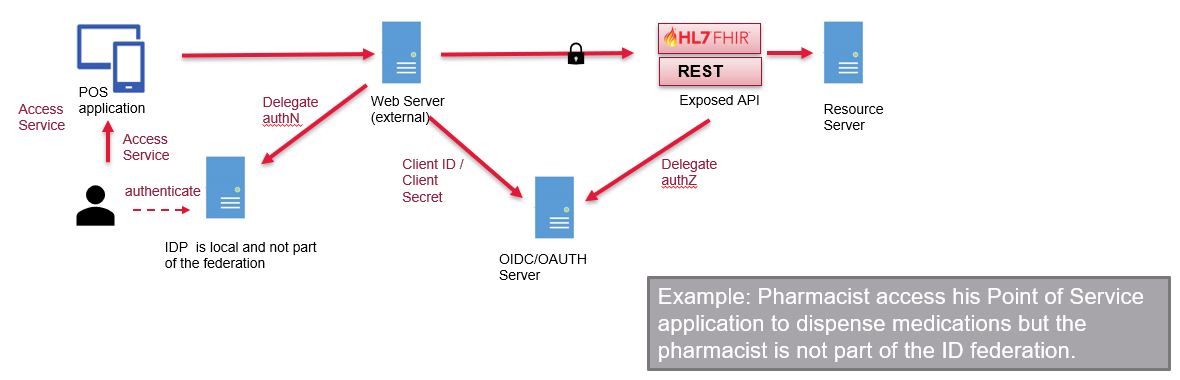 HL7 FHIR
REST
POS
application
Web Server
(external)
Exposed API
Resource
Server
Access
Service
Delegate
authN
Access
Service
Client ID /
Client
Secret
Delegate
authZ
authenticate
IDP is local and not part
of the federation
OIDC/OAUTH
Server
Example: Pharmacist access his Point of Service
application to dispense medications but the
pharmacist is not part of the ID federation.